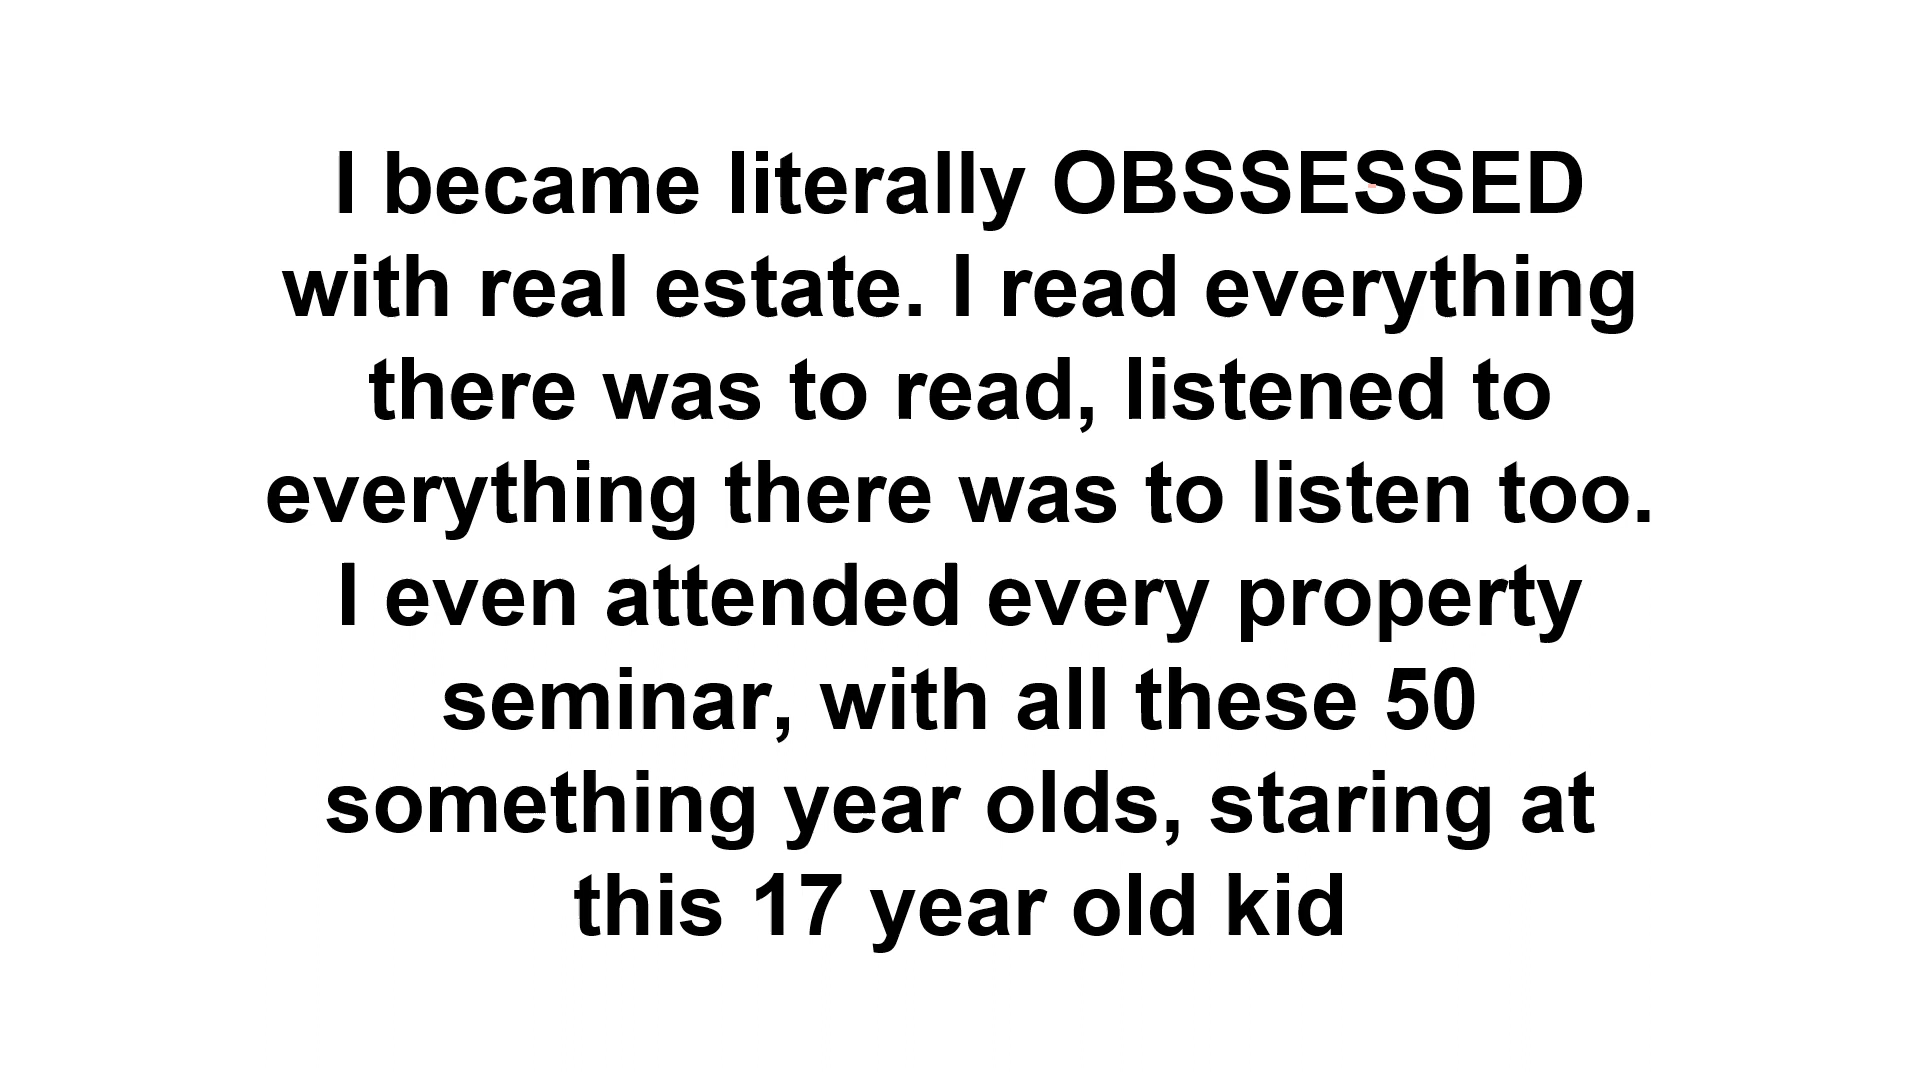 I became literally OBSSESSED
with real estate. I read everything
there was to read, listened to
everything there was to listen too.
I even attended every property
seminar, with all these 50
something year olds, staring at
this 17 year old kid